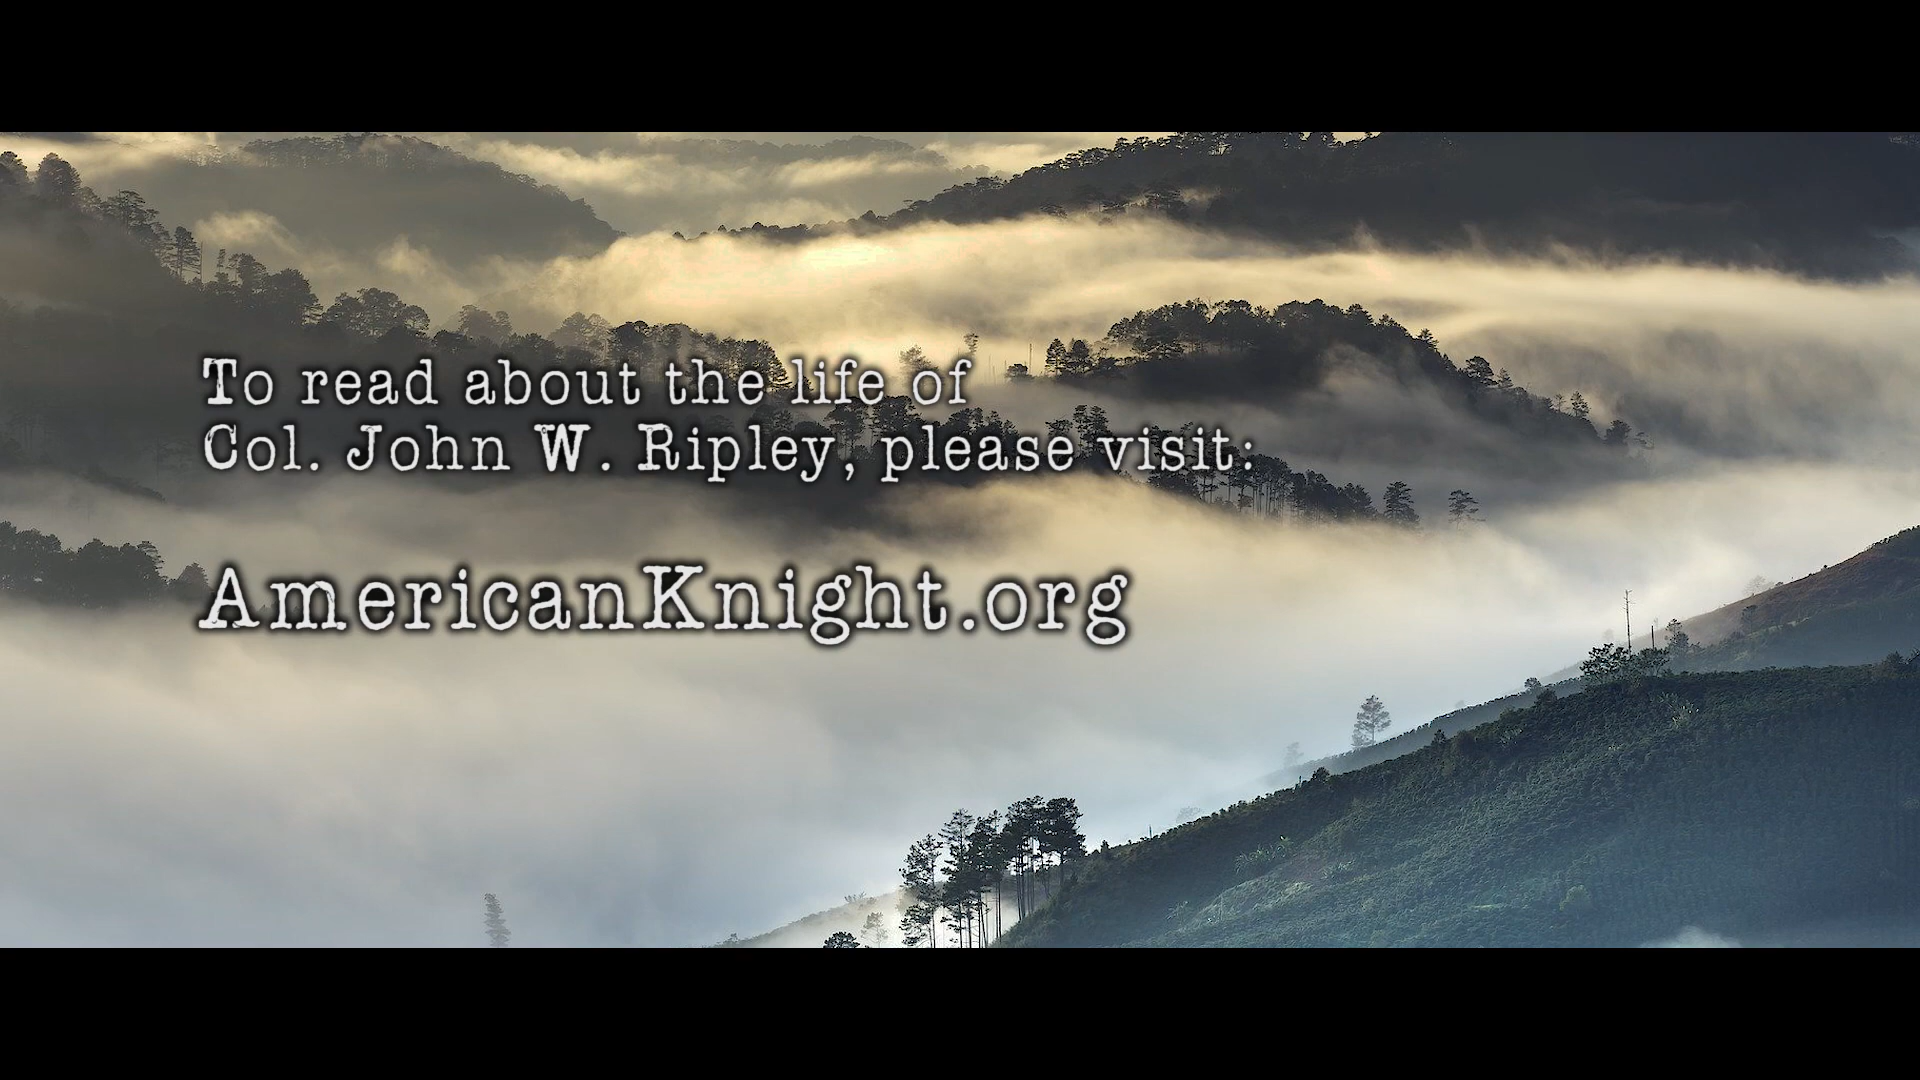 To read about the life of
Col. John W. Ripley, please visit:
AmericanKnight.org